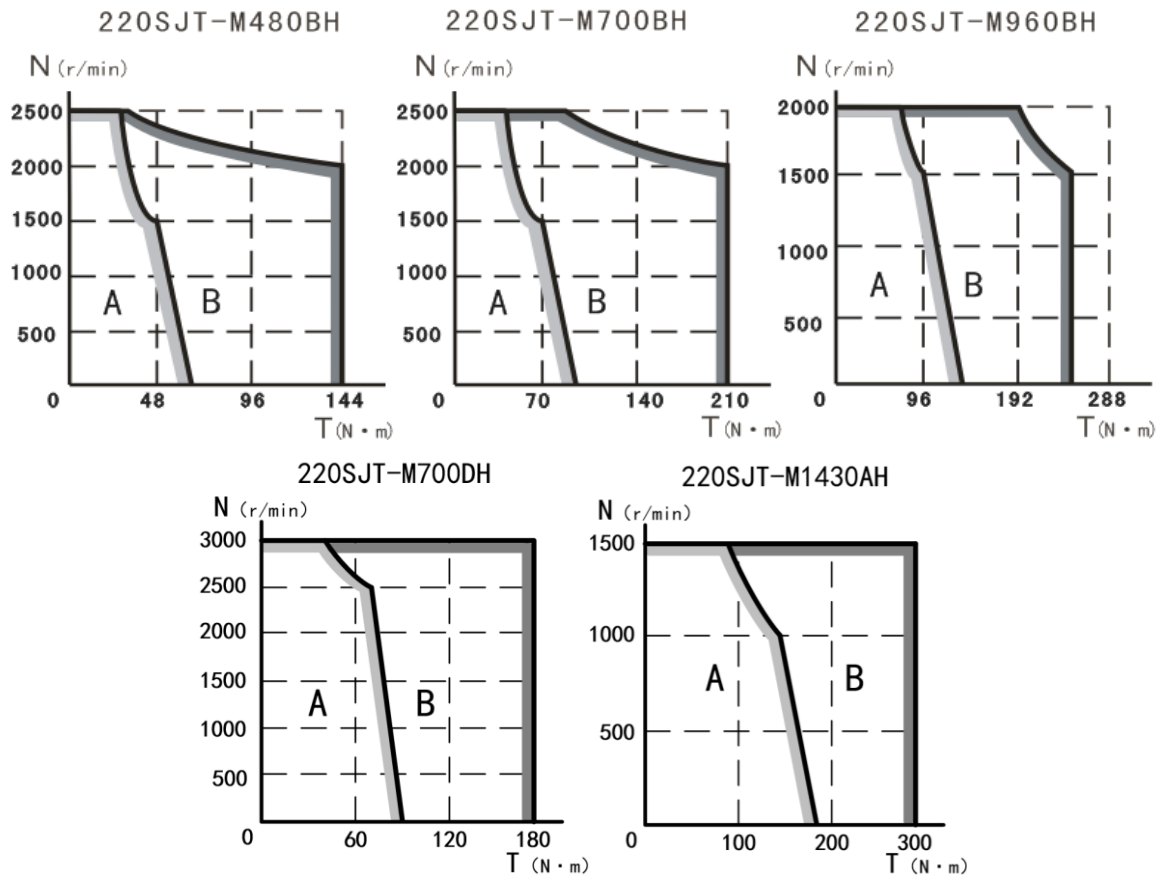 220SJT-M480BH
N (r/min)
2500
2000
1500
1000
500
0
A
B
48
96
144
T (N·m)
220SJT-M700BH
N (r/min)
2500
2000
1500
1000
500
0
A
B
70
140
210
T (N·m)
220SJT-M960BH
N (r/min)
2000
1500
1000
500
0
A
B
96
192
288
T (N·m)
220SJT-M700DH
N (r/min)
3000
2500
2000
1500
1000
500
0
A
B
60
120
180
T (N·m)
220SJT-M1430AH
N (r/min)
1500
1000
500
0
A
B
100
200
300
T (N·m)